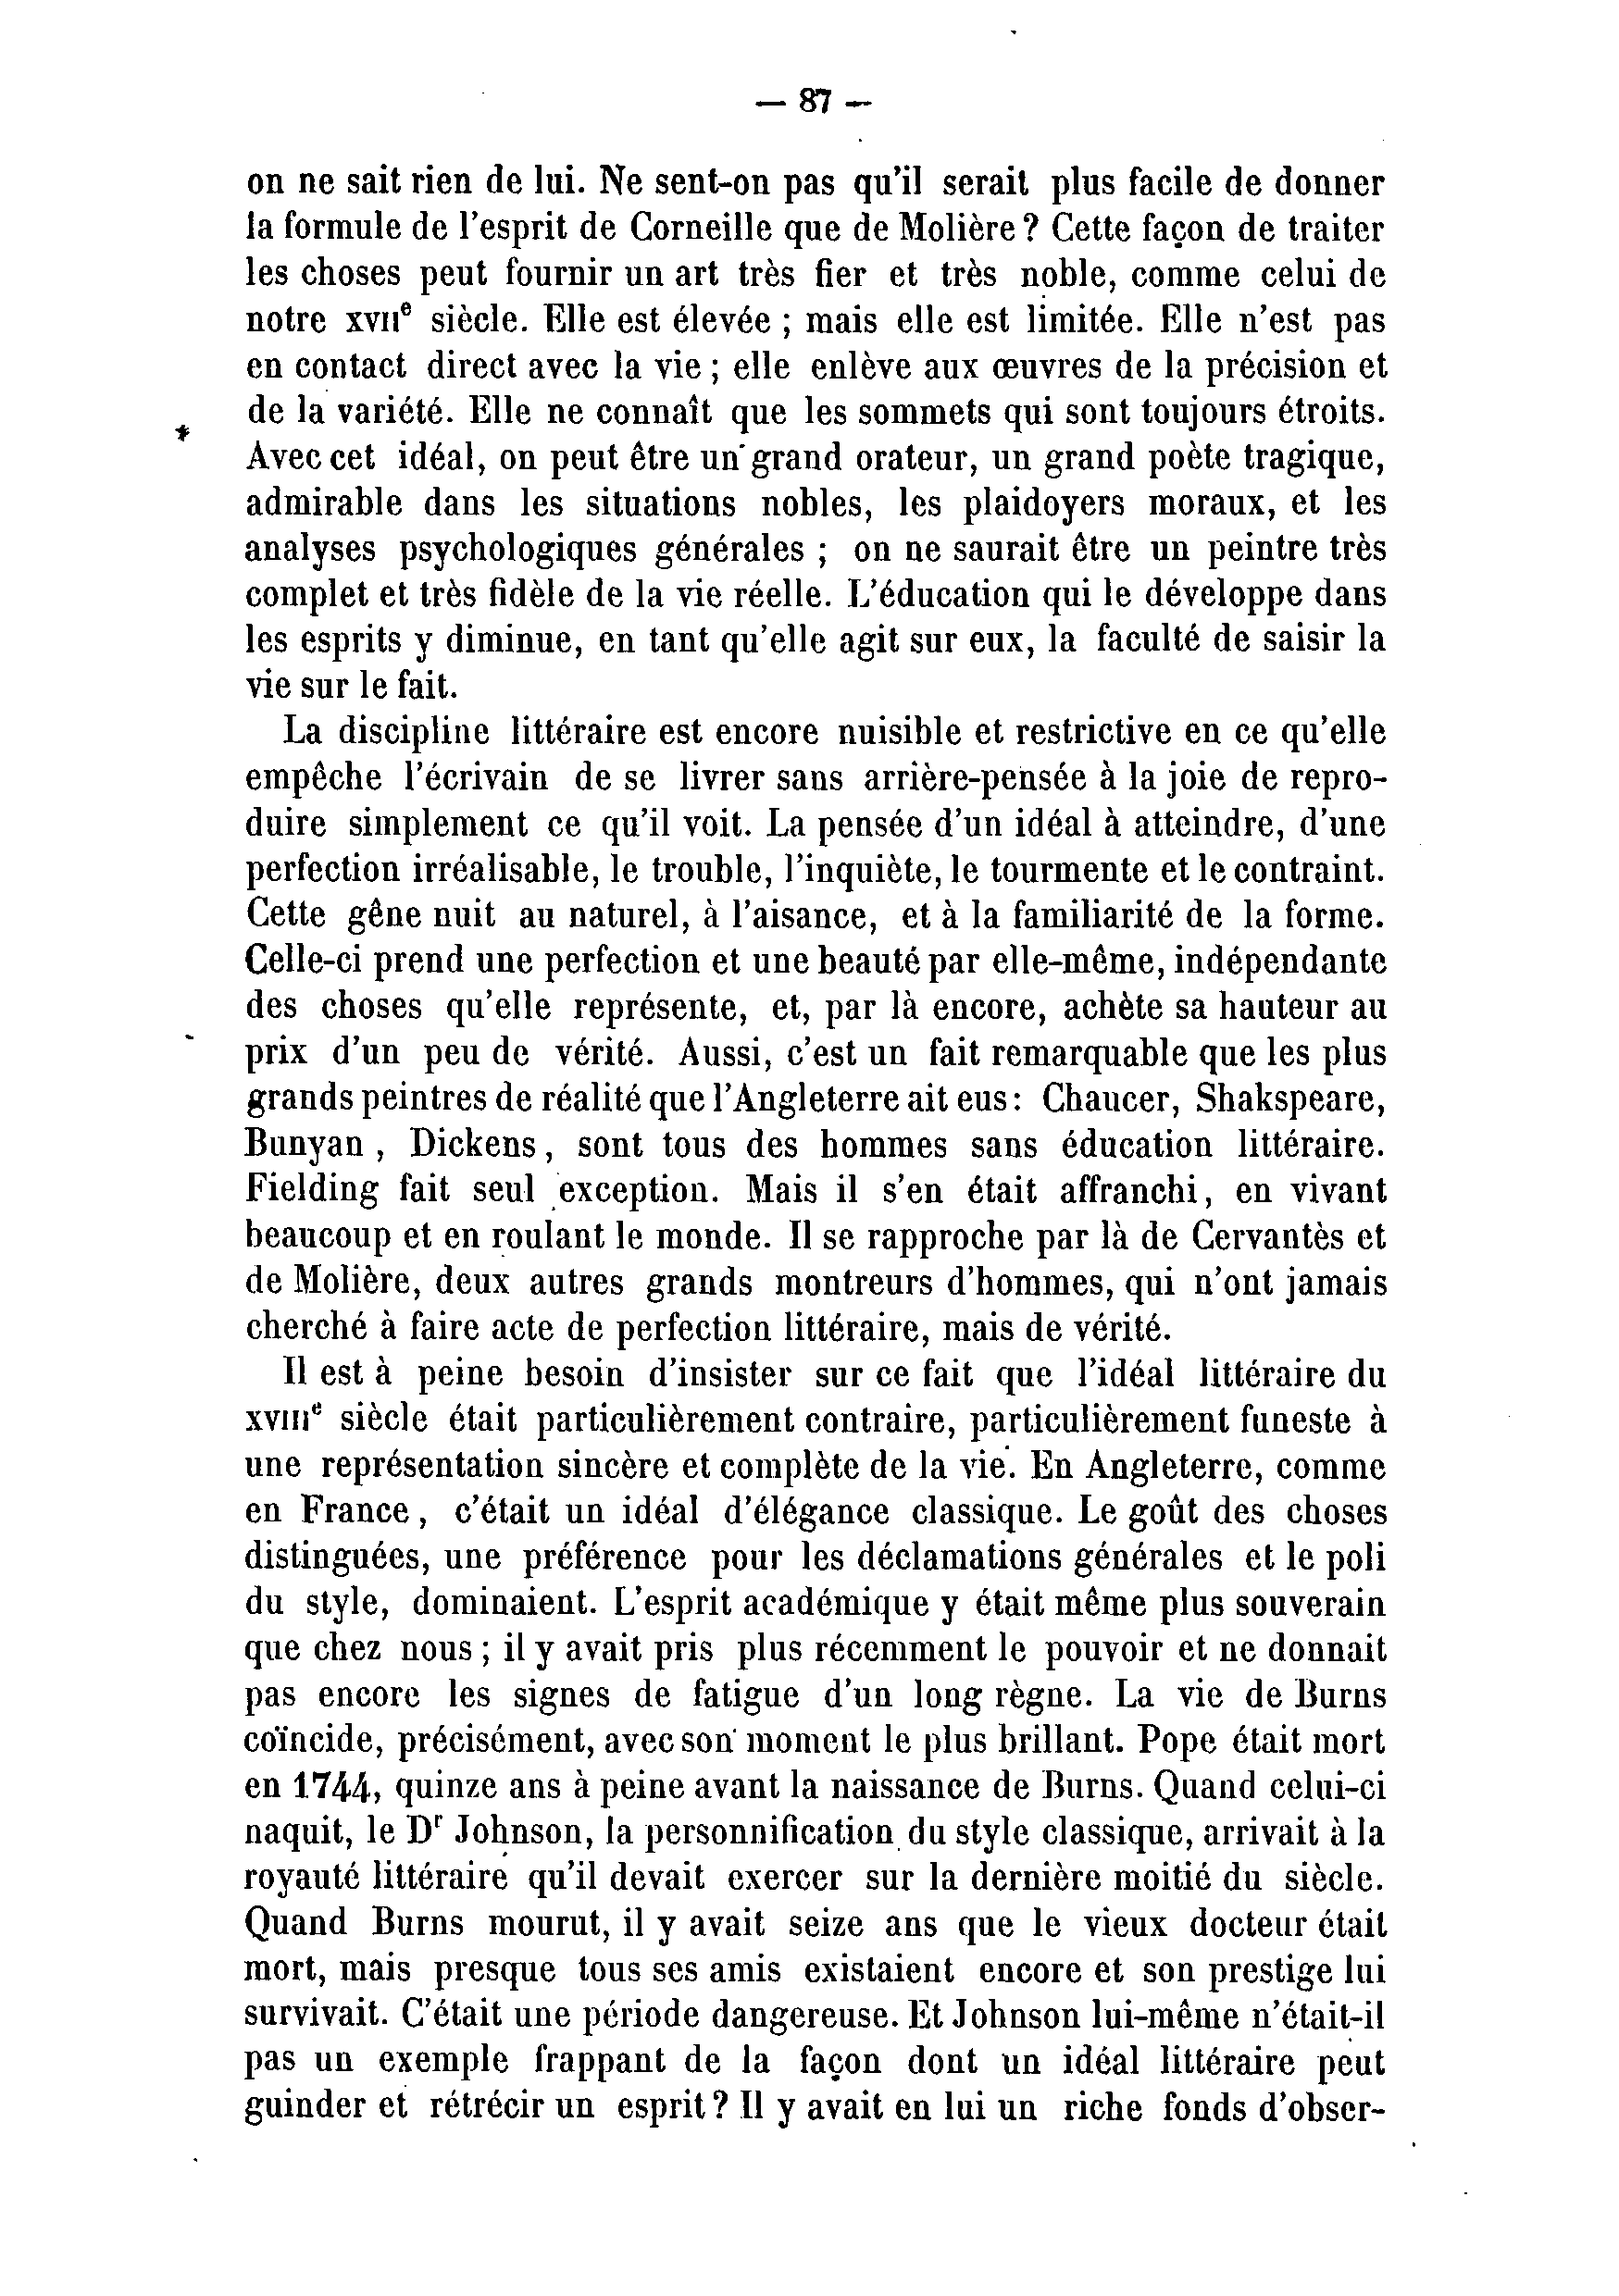 — 87 —
on ne sait rien de lui. Ne sent-on pas qu'il serait plus facile de donner
la formule de l'esprit de Corneille que de Molière ? Cette façon de traiter
les choses peut fournir un art très fier et très noble, comme celui de
notre XVIIe siècle. Elle est élevée ; mais elle est limitée. Elle n'est pas
en contact direct avec la vie ; elle enlève aux œuvres de la précision et
de la variété. Elle ne connaît que les sommets qui sont toujours étroits.
Avec cet idéal, on peut être un grand orateur, un grand poète tragique,
admirable dans les situations nobles, les plaidoyers moraux, et les
analyses psychologiques générales ; on ne saurait être un peintre très
complet et très fidèle de la vie réelle. L'éducation qui le développe dans
les esprits y diminue, en tant qu'elle agit sur eux, la faculté de saisir la
vie sur le fait.
La discipline littéraire est encore nuisible et restrictive en ce qu'elle
empêche l'écrivain de se livrer sans arrière-pensée à la joie de repro-
duire simplement ce qu'il voit. La pensée d'un idéal à atteindre, d'une
perfection irréalisable, le trouble, l'inquiète, le tourmente et le contraint.
Cette gêne nuit au naturel, à l'aisance, et à la familiarité de la forme.
Celle-ci prend une perfection et une beauté par elle-même, indépendante
des choses qu'elle représente, et, par là encore, achète sa hauteur au
prix d'un peu de vérité. Aussi, c'est un fait remarquable que les plus
grands peintres de réalité que l'Angleterre ait eus : Chaucer, Shakspeare,
Bunyan , Dickens , sont tous des hommes sans éducation littéraire.
Fielding fait seul exception. Mais il s'en était affranchi, en vivant
beaucoup et en roulant le monde. Il se rapproche par là de Cervantès et
de Molière, deux autres grands montreurs d'hommes, qui n'ont jamais
cherché à faire acte de perfection littéraire, mais de vérité.
Il est à peine besoin d'insister sur ce fait que l'idéal littéraire du
XVIIIe siècle était particulièrement contraire, particulièrement funeste à
une représentation sincère et complète de la vie. En Angleterre, comme
en France , c'était un idéal d'élégance classique. Le goût des choses
distinguées, une préférence pour les déclamations générales et le poli
du style, dominaient. L'esprit académique y était même plus souverain
que chez nous ; il y avait pris plus récemment le pouvoir et ne donnait
pas encore les signes de fatigue d'un long règne. La vie de Burns
coïncide, précisément, avec son moment le plus brillant. Pope était mort
en 1744, quinze ans à peine avant la naissance de Burns. Quand celui-ci
naquit, le Dr Johnson, la personnification du style classique, arrivait à la
royauté littéraire qu'il devait exercer sur la dernière moitié du siècle.
Quand Burns mourut, il y avait seize ans que le vieux docteur était
mort, mais presque tous ses amis existaient encore et son prestige lui
survivait. C'était une période dangereuse. Et Johnson lui-même n'était-il
pas un exemple frappant de la façon dont un idéal littéraire peut
guinder et rétrécir un esprit ? Il y avait en lui un riche fonds d'obser-